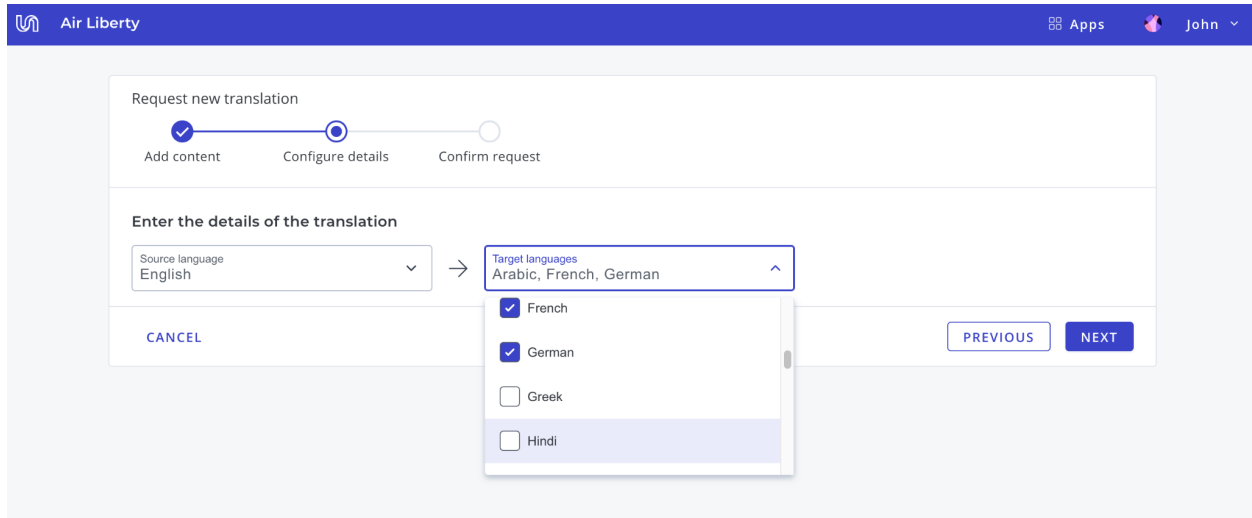 Air Liberty
Apps
John
Request new translation
Add content
Configure details
Confirm request
Enter the details of the translation
Source language
English
Target languages
Arabic, French, German
French
German
Greek
Hindi
CANCEL
PREVIOUS
NEXT